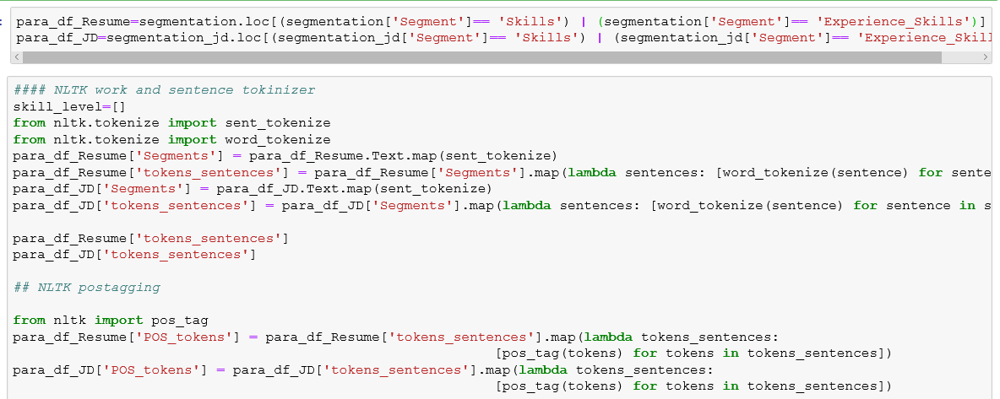 para_df_Resume=segmentation.loc[(segmentation['Segment']== 'Skills') | (segmentation['Segment']== 'Experience_Skills')]
para_df_JD=segmentation_jd.loc[(segmentation_jd['Segment']== 'Skills') | (segmentation_jd['Segment']== 'Experience_Skill
#### NLTK work and sentence tokinizer
skill_level=[]
from nltk.tokenize import sent_tokenize
from nltk.tokenize import word_tokenize
para_df_Resume['Segments'] = para_df_Resume.Text.map(sent_tokenize)
para_df_Resume['tokens_sentences'] = para_df_Resume['Segments'].map(lambda sentences: [word_tokenize(sentence) for sente
para_df_JD['Segments'] = para_df_JD.Text.map(sent_tokenize)
para_df_JD['tokens_sentences'] = para_df_JD['Segments'].map(lambda sentences: [word_tokenize(sentence) for sentence in s
para_df_Resume['tokens_sentences']
para_df_JD['tokens_sentences']
## NLTK postagging
from nltk import pos_tag
para_df_Resume['POS_tokens'] = para_df_Resume['tokens_sentences'].map(lambda tokens_sentences:
[pos_tag(tokens) for tokens in tokens_sentences])
para_df_JD['POS_tokens'] = para_df_JD['tokens_sentences'].map(lambda tokens_sentences:
[pos_tag(tokens) for tokens in tokens_sentences])